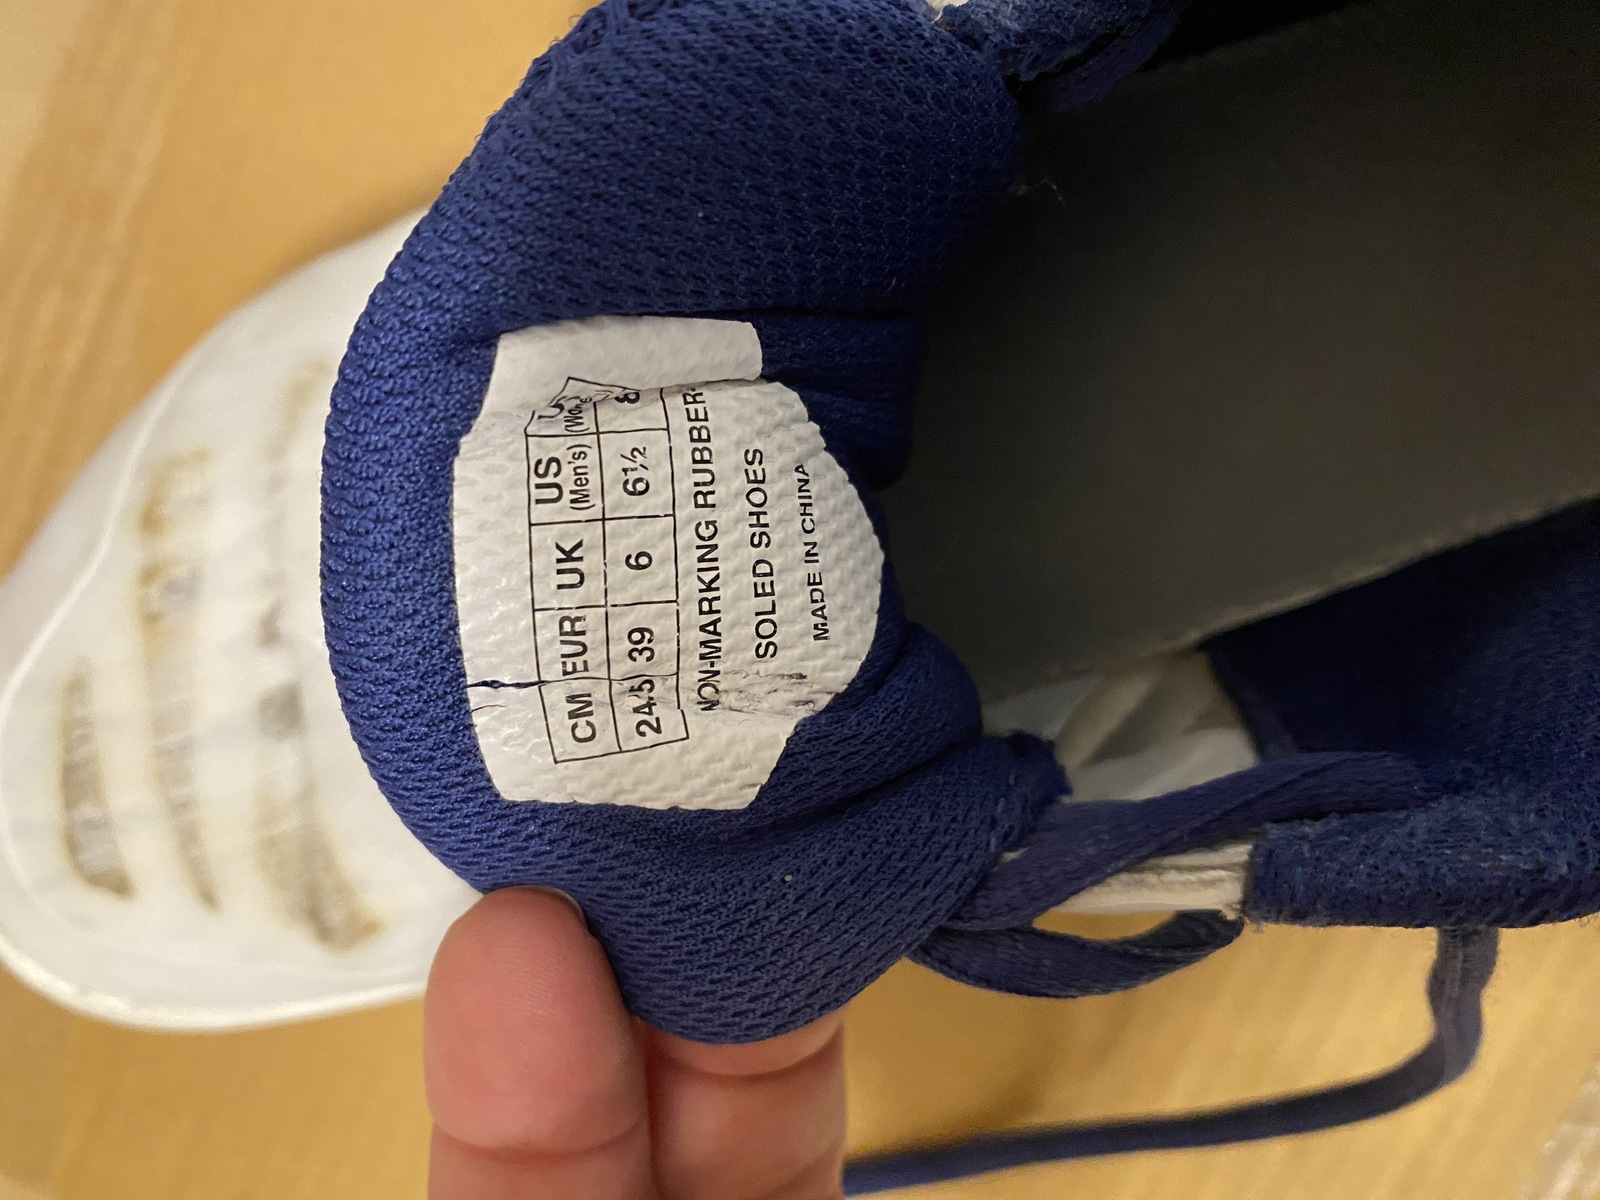 CM EUR UK US (Men's)
24.5 39 6 6½ 8
NON-MARKING RUBBER-
SOLED SHOES
MADE IN CHINA